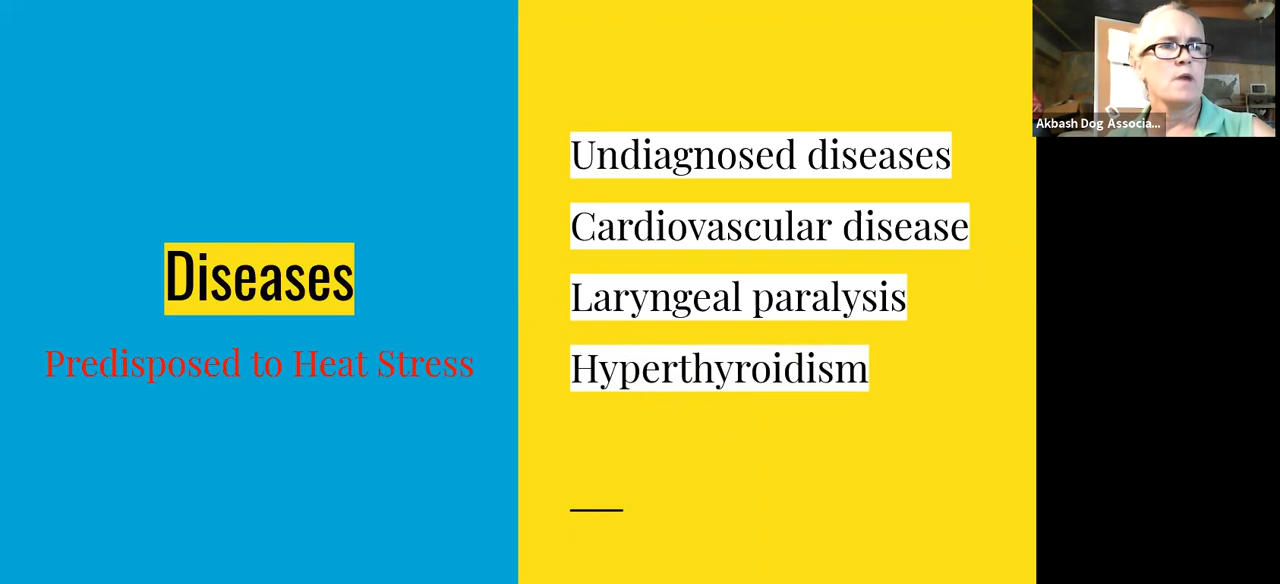 Diseases
Predisposed to Heat Stress
Undiagnosed diseases
Cardiovascular disease
Laryngeal paralysis
Hyperthyroidism
Akbash Dog Associa...